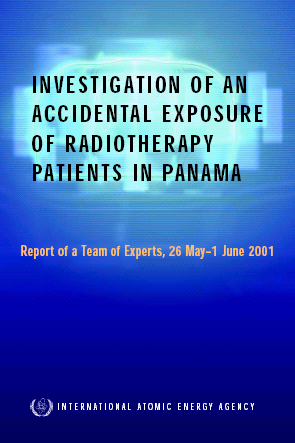 INVESTIGATION OF AN
ACCIDENTAL EXPOSURE
OF RADIOTHERAPY
PATIENTS IN PANAMA
Report of a Team of Experts, 26 May–1 June 2001
INTERNATIONAL ATOMIC ENERGY AGENCY